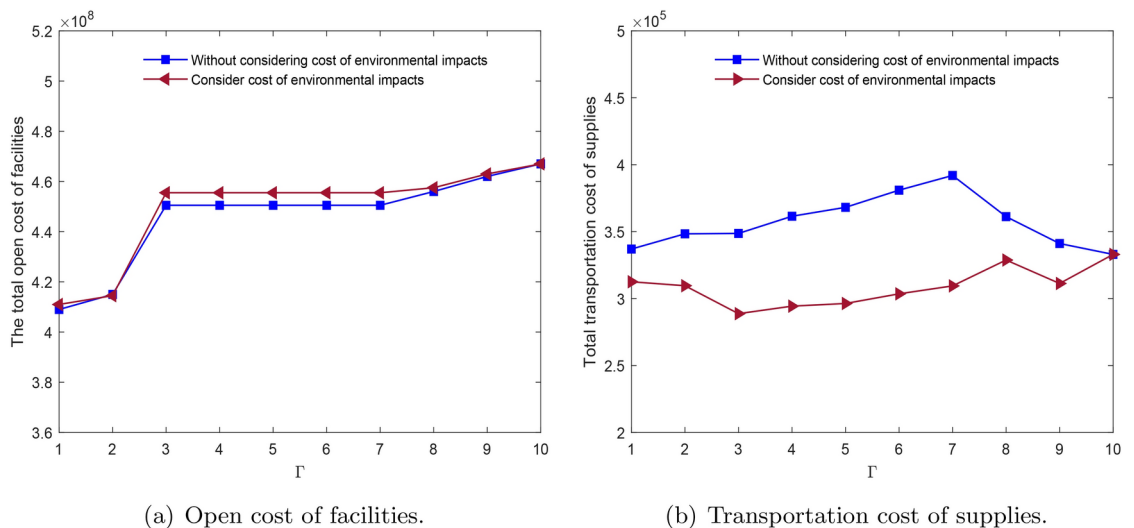 ×10⁸
5.2
5
4.8
4.6
4.4
4.2
4
3.8
3.6
The total open cost of facilities
Without considering cost of environmental impacts
Consider cost of environmental impacts
1 2 3 4 5 6 7 8 9 10
Γ
(a) Open cost of facilities.
×10⁵
5
4.5
4
3.5
3
2.5
2
Total transportation cost of supplies
Without considering cost of environmental impacts
Consider cost of environmental impacts
1 2 3 4 5 6 7 8 9 10
Γ
(b) Transportation cost of supplies.